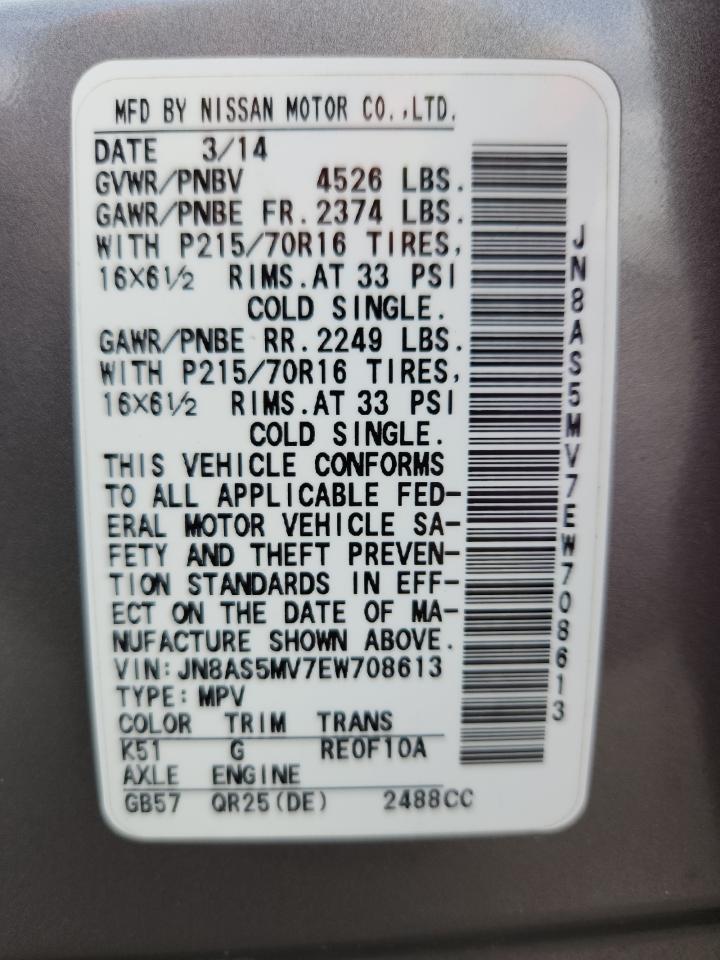 MFD BY NISSAN MOTOR CO.,LTD.
DATE 3/14
GVWR/PNBV 4526 LBS.
GAWR/PNBE FR.2374 LBS.
WITH P215/70R16 TIRES,
16X6½ RIMS.AT 33 PSI
COLD SINGLE.
GAWR/PNBE RR.2249 LBS.
WITH P215/70R16 TIRES,
16X6½ RIMS.AT 33 PSI
COLD SINGLE.
THIS VEHICLE CONFORMS
TO ALL APPLICABLE FED-
ERAL MOTOR VEHICLE SA-
FETY AND THEFT PREVEN-
TION STANDARDS IN EFF-
ECT ON THE DATE OF MA-
NUFACTURE SHOWN ABOVE.
VIN:JN8AS5MV7EW708613
TYPE:MPV
COLOR TRIM TRANS
K51 G RE0F10A
AXLE ENGINE
GB57 QR25(DE) 2488CC
JN8AS5MV7EW708613